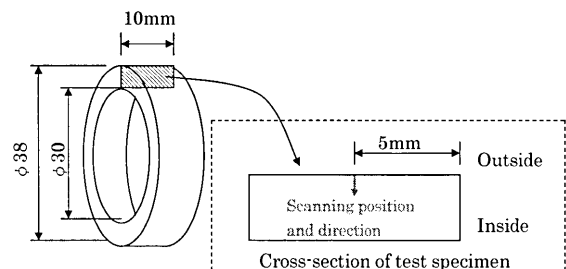 10mm
φ38
φ30
5mm
Outside
Scanning position
and direction
Inside
Cross-section of test specimen